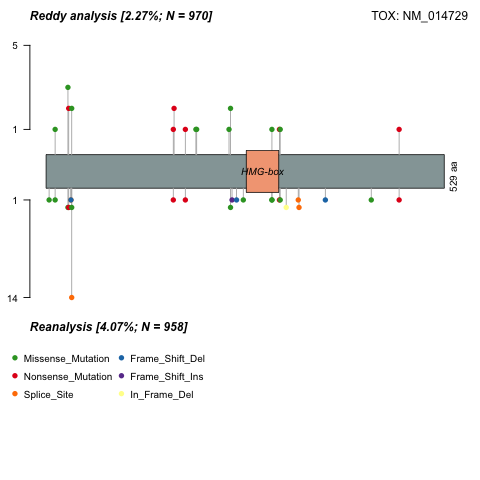 Reddy analysis [2.27%; N = 970]
TOX: NM_014729
5
1
HMG-box
529 aa
1
14
Reanalysis [4.07%; N = 958]
Missense_Mutation
Nonsense_Mutation
Splice_Site
Frame_Shift_Del
Frame_Shift_Ins
In_Frame_Del